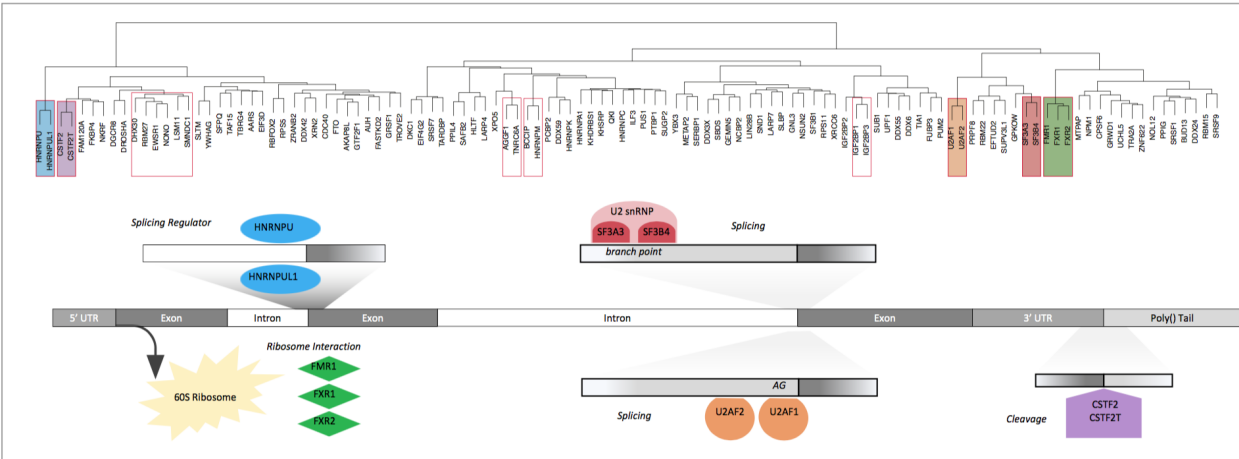 HNRNPU
HNRNPUL1
CSTF2
CSTF2T
FAM120A
FKBP4
NKRF
DGCR8
DROSHA
DHX30
RBM27
EWSR1
NONO
LSM11
SMNDC1
SLTM
YWHAG
SFPQ
TAF15
TBRG4
AARS
EIF3D
RBFOX2
RPS5
ZRANB2
DDX42
XRN2
CDC40
FTO
AKAP8L
GTF2F1
AUH
FASTKD2
GRSF1
TROVE2
DKC1
ESRG2
SRSF7
TARDBP
PPIL4
SAFB2
HLTF
LARP4
XPO5
AGGF1
TNRC6A
BCCIP
HNRNPM
PCBP2
DDX59
HNRNPK
HNRNPA1
KHDRBS1
KHSRP
QKI
HNRNPC
ILF3
PUS1
PTBP1
SUGP2
YBX3
METAP2
DDX3X
SERBP1
SBDS
GEMIN5
NCBP2
LIN28B
SND1
LARP7
SLBP
GNL3
NSUN2
SF3B1
RPS11
XRCC6
IGF2BP2
IGF2BP1
IGF2BP3
SUB1
UPF1
DDX55
DDX6
TIA1
FUBP3
PUM2
U2AF1
U2AF2
PRPF8
RBM22
EFTUD2
SUPV3L1
GPKOW
SF3A3
SF3B4
FMR1
FXR1
FXR2
MTPAP
NPM1
CPSF6
GRWD1
UCHL5
TRA2A
ZNF622
NOL12
NIPBL
SRSF1
BUD13
DDX24
RBM15
SRSF9
Splicing Regulator
HNRNPU
HNRNPUL1
U2 snRNP
SF3A3 SF3B4
Splicing
branch point
5' UTR Exon Intron Exon Intron Exon 3' UTR Poly() Tail
60S Ribosome
Ribosome Interaction
FMR1
FXR1
FXR2
AG
Splicing
U2AF2 U2AF1
Cleavage
CSTF2
CSTF2T